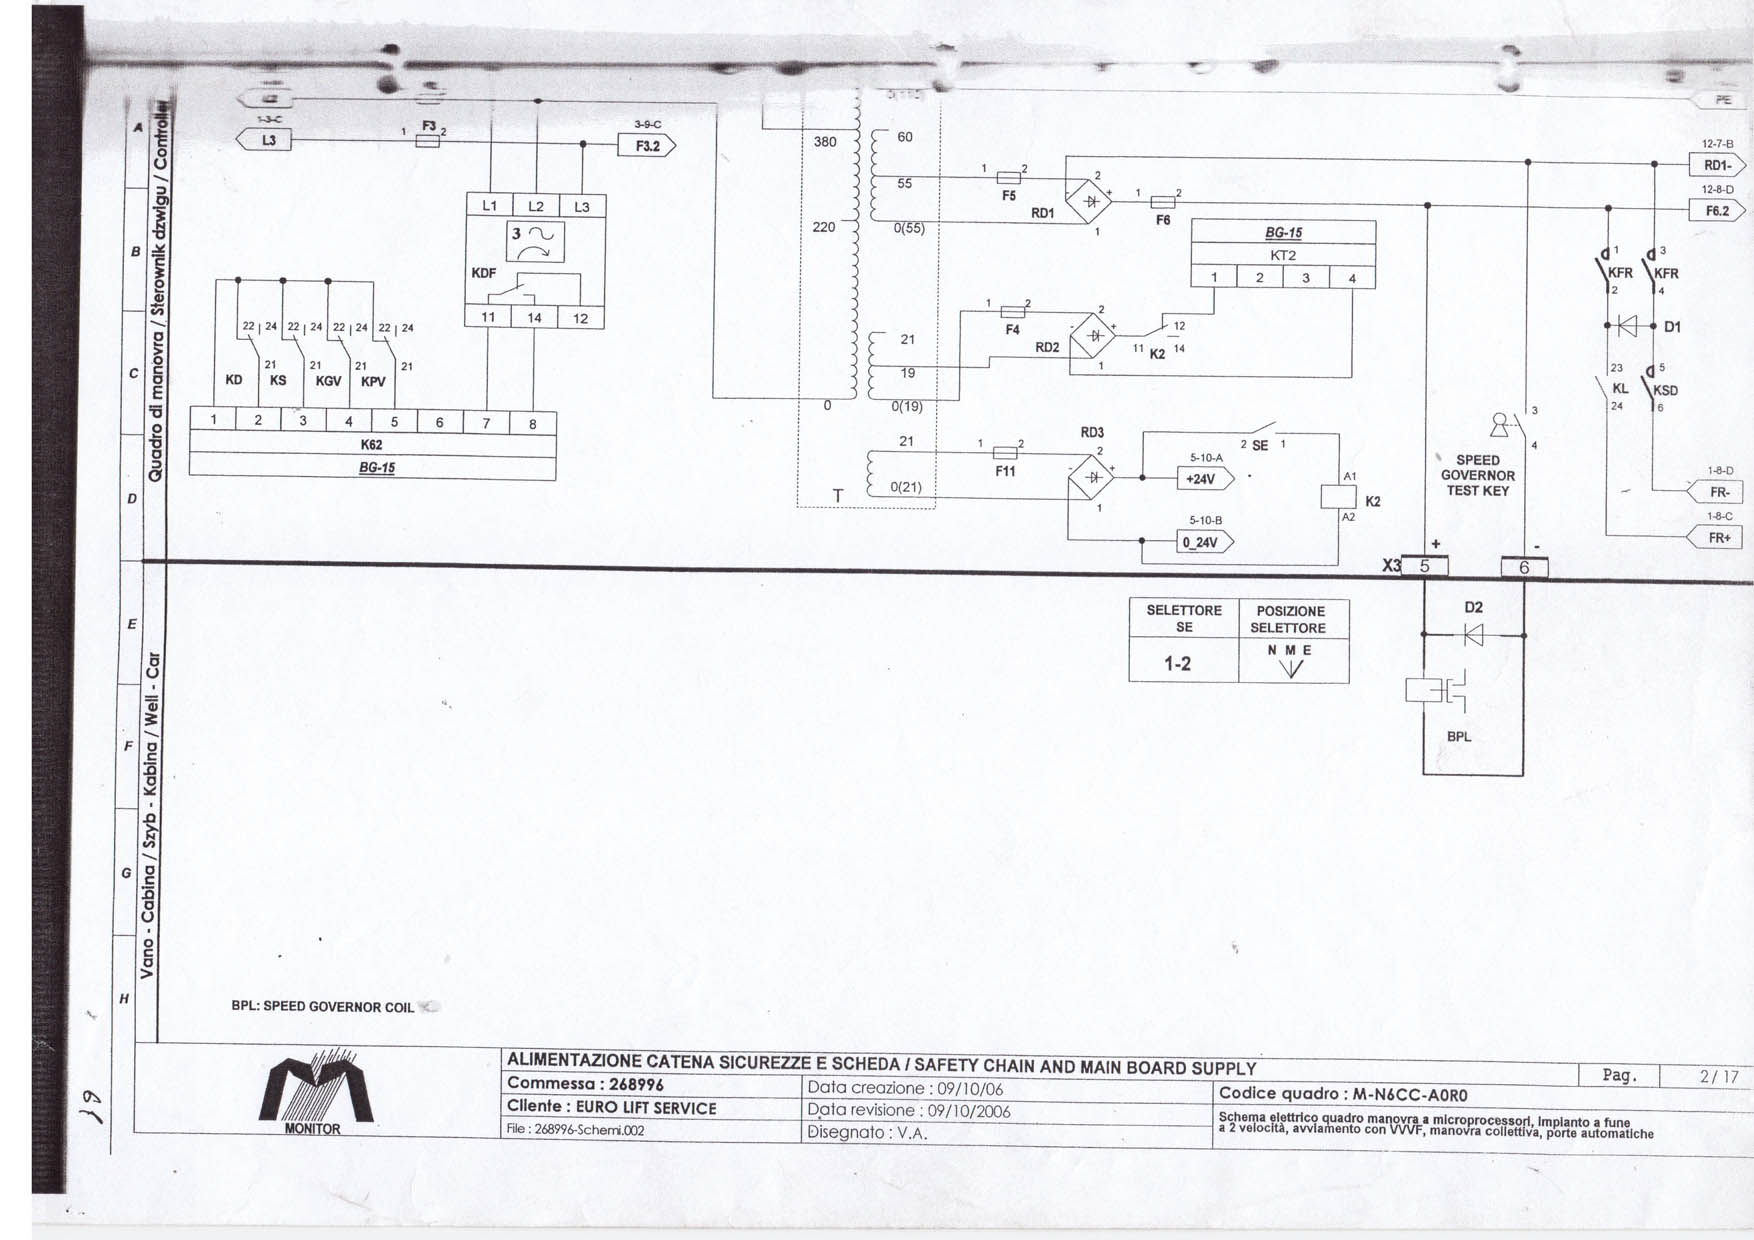 PE
1-3-C
L3
1 F3 2
3-9-C
F3.2
380
60
55
0(55)
220
21
19
0(19)
0
21
0(21)
T
1 2
F5
2
- +
RD1
1
1 2
F6
12-7-B
RD1-
12-8-D
F6.2
L1 L2 L3
3
KDF
11 14 12
BG-15
KT2
1 2 3 4
1 2
F4
2
- +
RD2
1
12
11 K2 14
1 3
KFR KFR
2 4
D1
23 5
KL KSD
24 6
22 24 22 24 22 24 22 24
21 21 21 21
KD KS KGV KPV
1 2 3 4 5 6 7 8
K62
BG-15
1 2
F11
RD3
2
- +
1
2 SE 1
5-10-A
+24V
5-10-B
0_24V
A1
K2
A2
3
4
SPEED
GOVERNOR
TEST KEY
1-8-D
FR-
1-8-C
FR+
+ -
X3 5 6
SELETTORE
SE
POSIZIONE
SELETTORE
1-2
N M E
D2
BPL
A
B
C
D
E
F
G
H
Quadro di manovra / Sterownik dzwigu / Controller
Vano - Cabina / Szyb - Kabina / Well - Car
BPL: SPEED GOVERNOR COIL
MONITOR
ALIMENTAZIONE CATENA SICUREZZE E SCHEDA / SAFETY CHAIN AND MAIN BOARD SUPPLY
Pag. 2 / 17
Commessa : 268996
Data creazione : 09/10/06
Codice quadro : M-N6CC-A0R0
Cliente : EURO LIFT SERVICE
Data revisione : 09/10/2006
File : 268996-Schemi.002
Disegnato : V.A.
Schema elettrico quadro manovra a microprocessori, Impianto a fune
a 2 velocità, avviamento con VVVF, manovra collettiva, porte automatiche